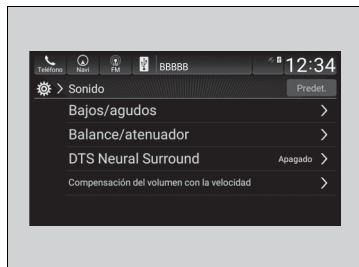 Teléfono Navi FM BBBBB 12:34
Sonido Predet.
Bajos/agudos
Balance/atenuador
DTS Neural Surround Apagado
Compensación del volumen con la velocidad